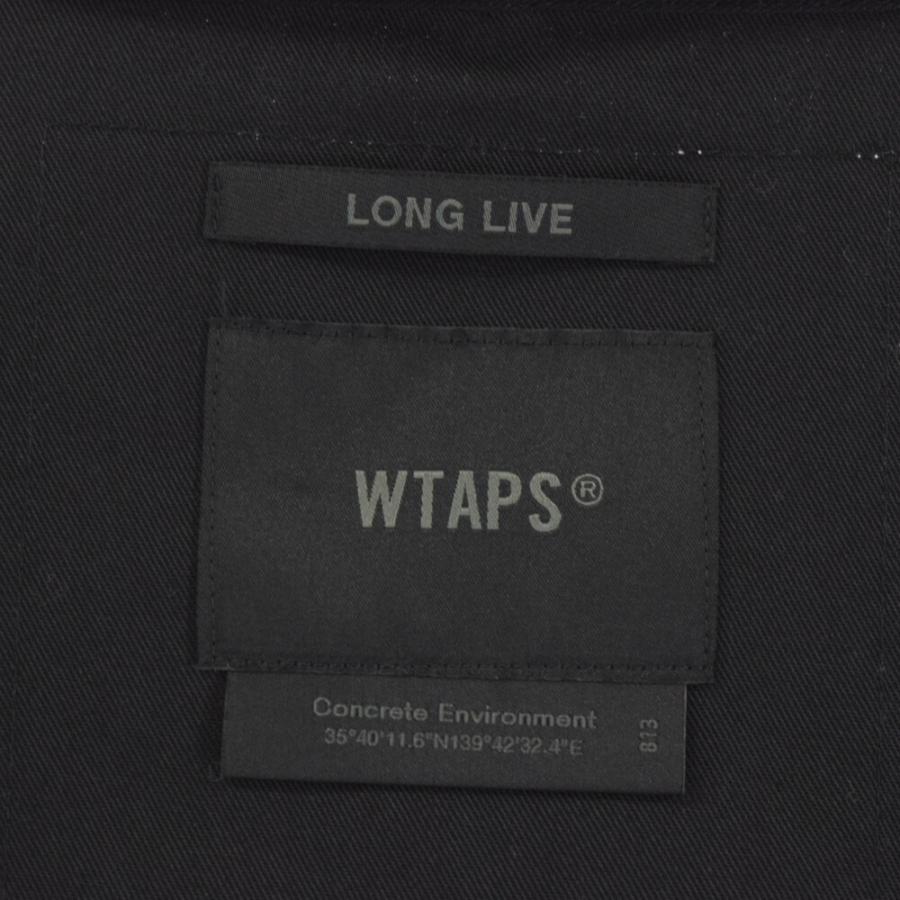 LONG LIVE
WTAPS®
Concrete Environment
35°40'11.6"N139°42'32.4"E
813